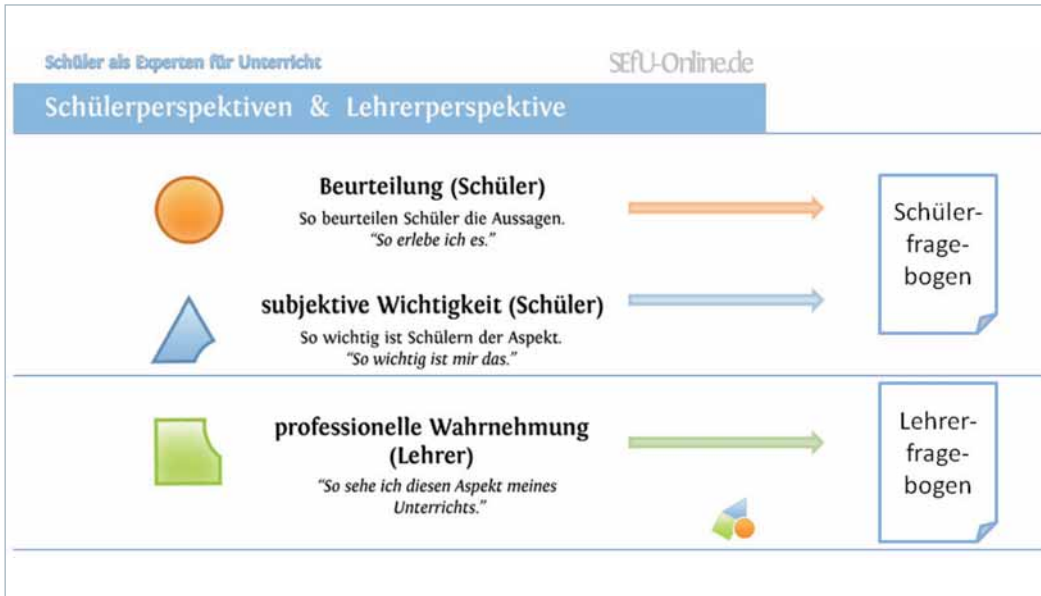 Schüler als Experten für Unterricht
SEfU-Online.de
Schülerperspektiven & Lehrerperspektive
Beurteilung (Schüler)
So beurteilen Schüler die Aussagen.
"So erlebe ich es."
Schüler-
frage-
bogen
subjektive Wichtigkeit (Schüler)
So wichtig ist Schülern der Aspekt.
"So wichtig ist mir das."
professionelle Wahrnehmung
(Lehrer)
"So sehe ich diesen Aspekt meines
Unterrichts."
Lehrer-
frage-
bogen